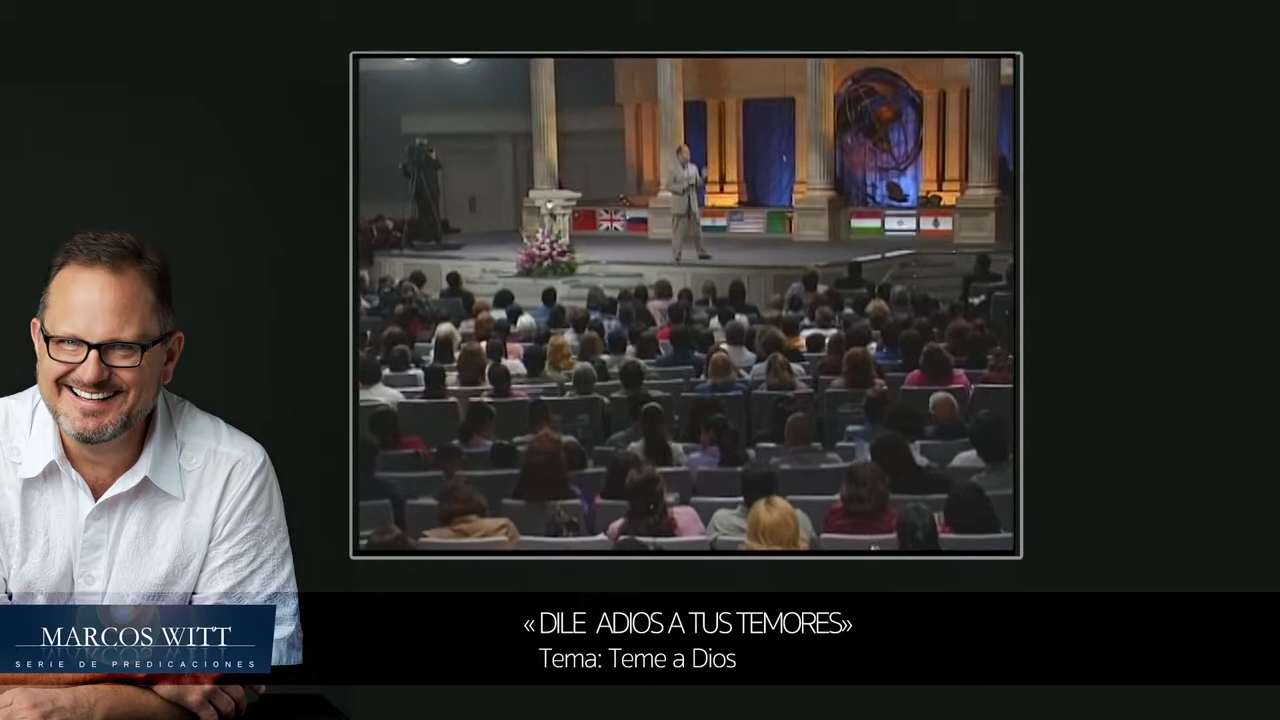 « DILE ADIOS A TUS TEMORES»
Tema: Teme a Dios
MARCOS WITT
SERIE DE PREDICACIONES